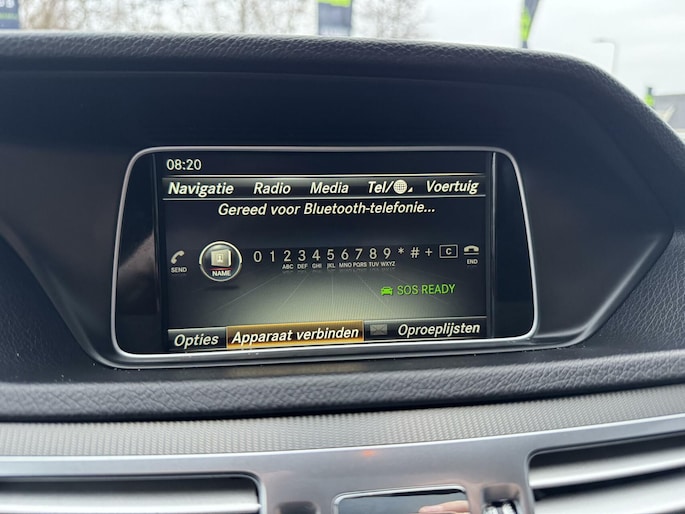 08:20
Navigatie Radio Media Tel/ Voertuig
Gereed voor Bluetooth-telefonie...
0 1 2 3 4 5 6 7 8 9 * # + C
ABC DEF GHI JKL MNO PQRS TUV WXYZ
SEND NAME END
SOS READY
Opties Apparaat verbinden Oproeplijsten